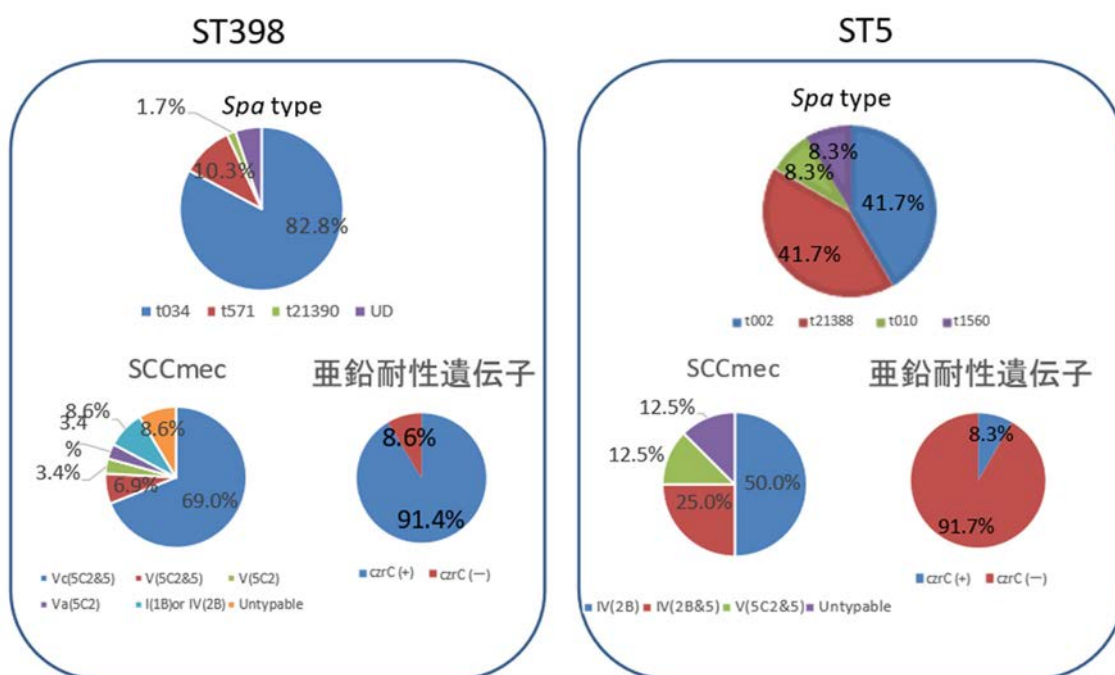 ST398
Spa type
1.7%
10.3%
82.8%
t034 t571 t21390 UD
SCCmec
8.6%
3.4
%
3.4%
6.9%
8.6%
69.0%
Vc(5C2&5) V(5C2&5) V(5C2)
Va(5C2) I(1B)or IV(2B) Untypable
亜鉛耐性遺伝子
8.6%
91.4%
czrC (+) czrC (—)
ST5
Spa type
8.3%
8.3%
41.7%
41.7%
t002 t21388 t010 t1560
SCCmec
12.5%
12.5%
25.0%
50.0%
IV(2B) IV(2B&5) V(5C2&5) Untypable
亜鉛耐性遺伝子
8.3%
91.7%
czrC (+) czrC (—)